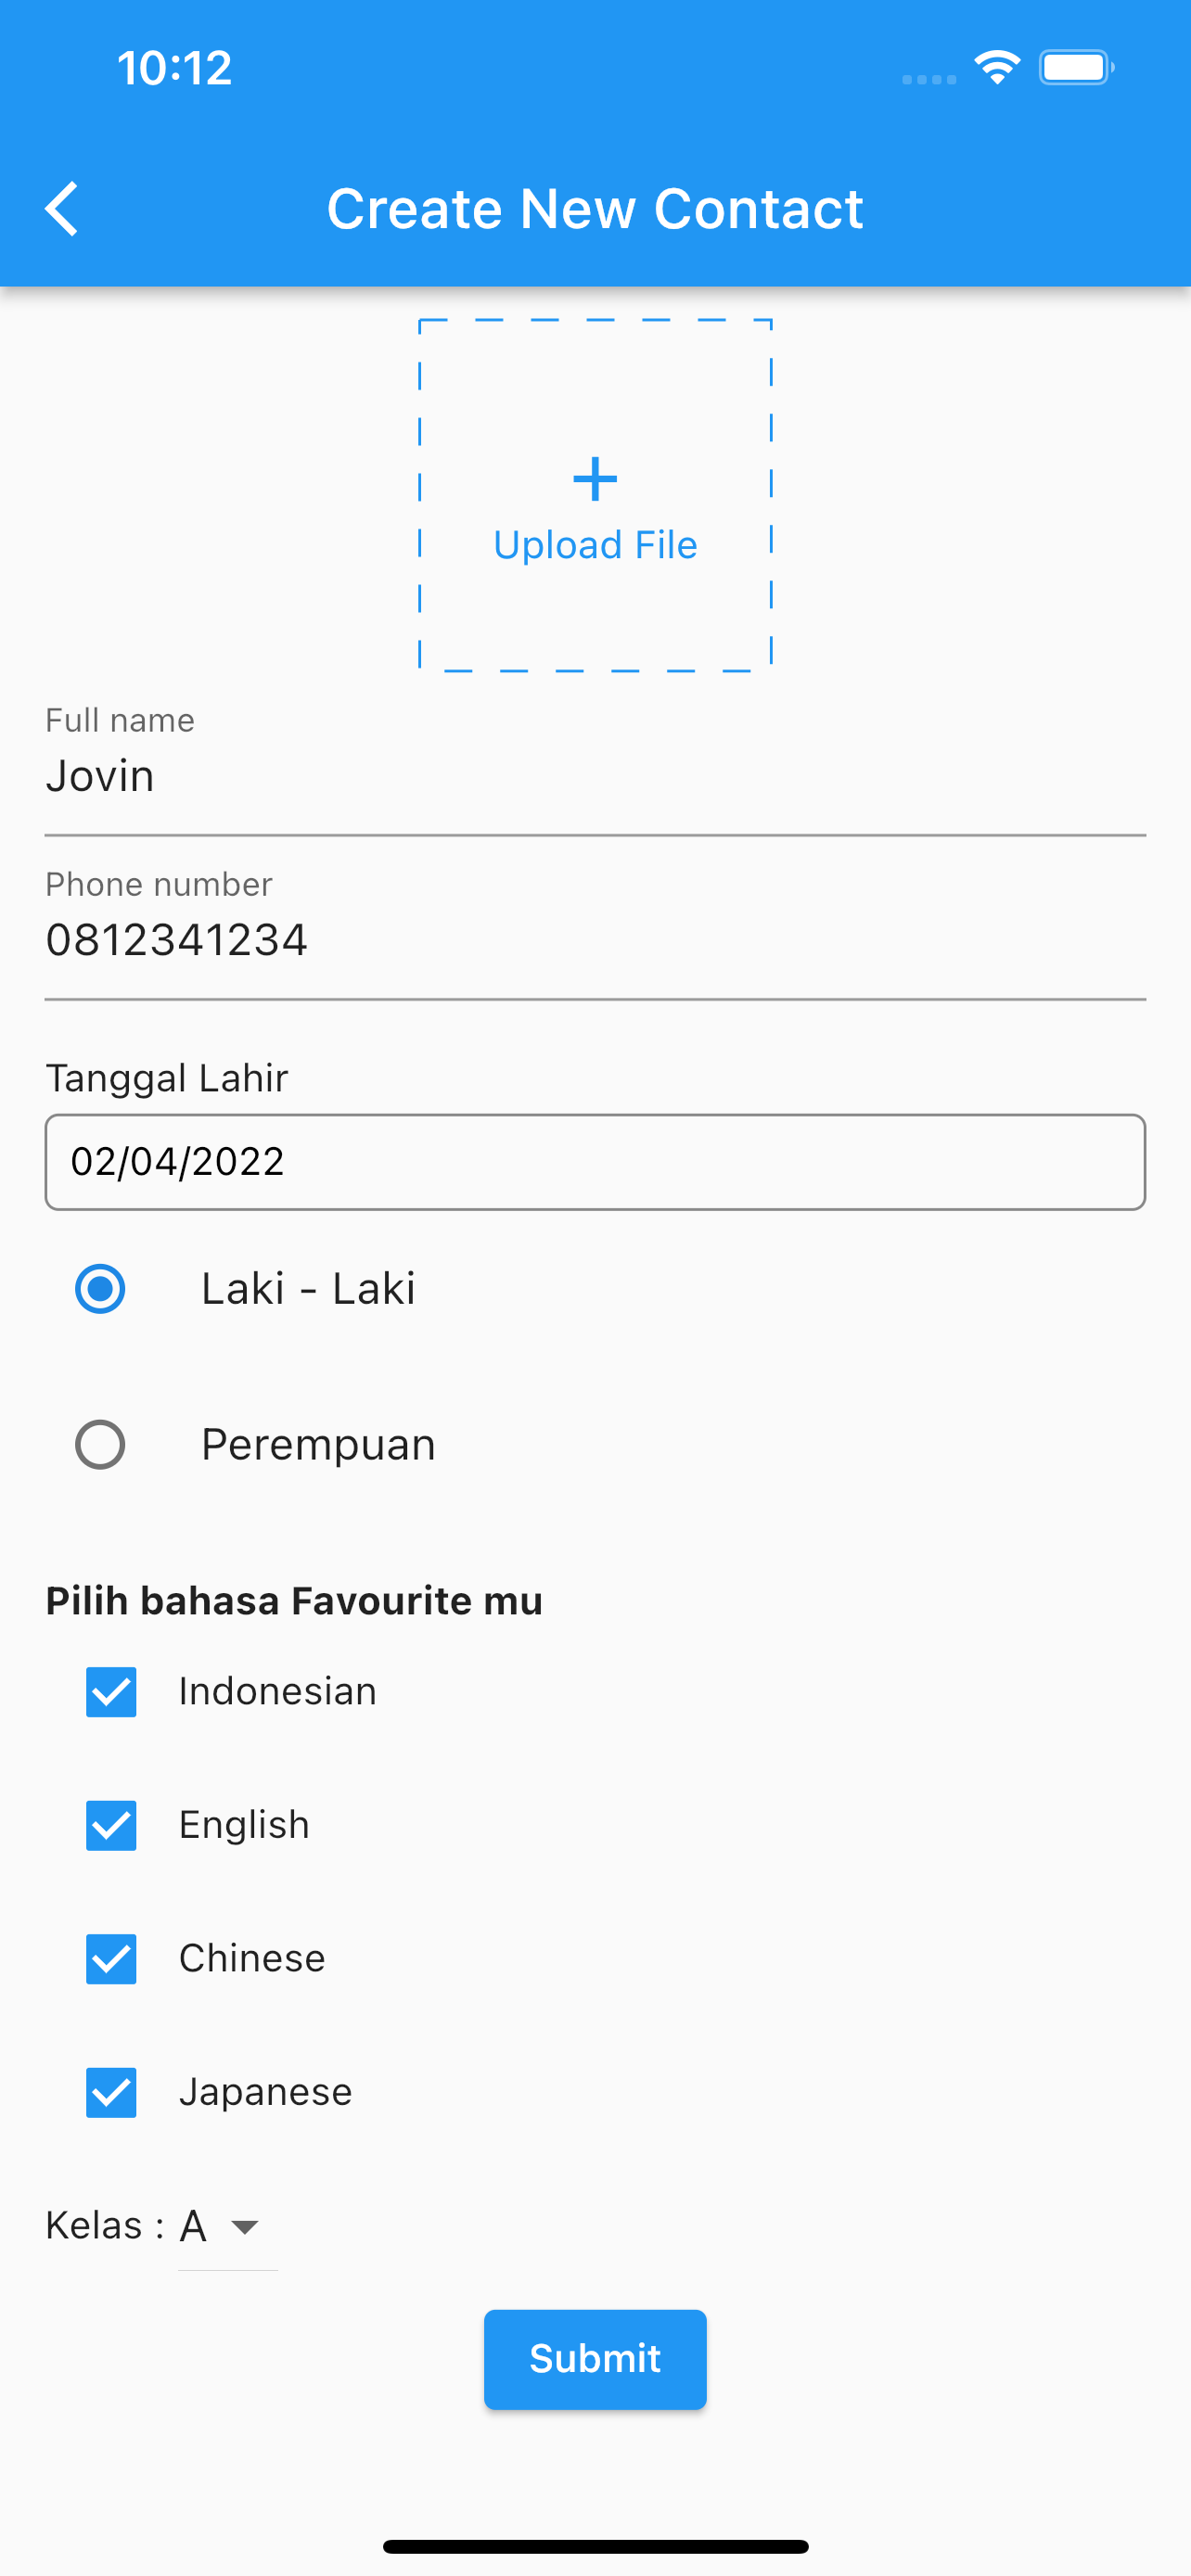 10:12
Create New Contact
+
Upload File
Full name
Jovin
Phone number
0812341234
Tanggal Lahir
02/04/2022
Laki - Laki
Perempuan
Pilih bahasa Favourite mu
Indonesian
English
Chinese
Japanese
Kelas : A
Submit